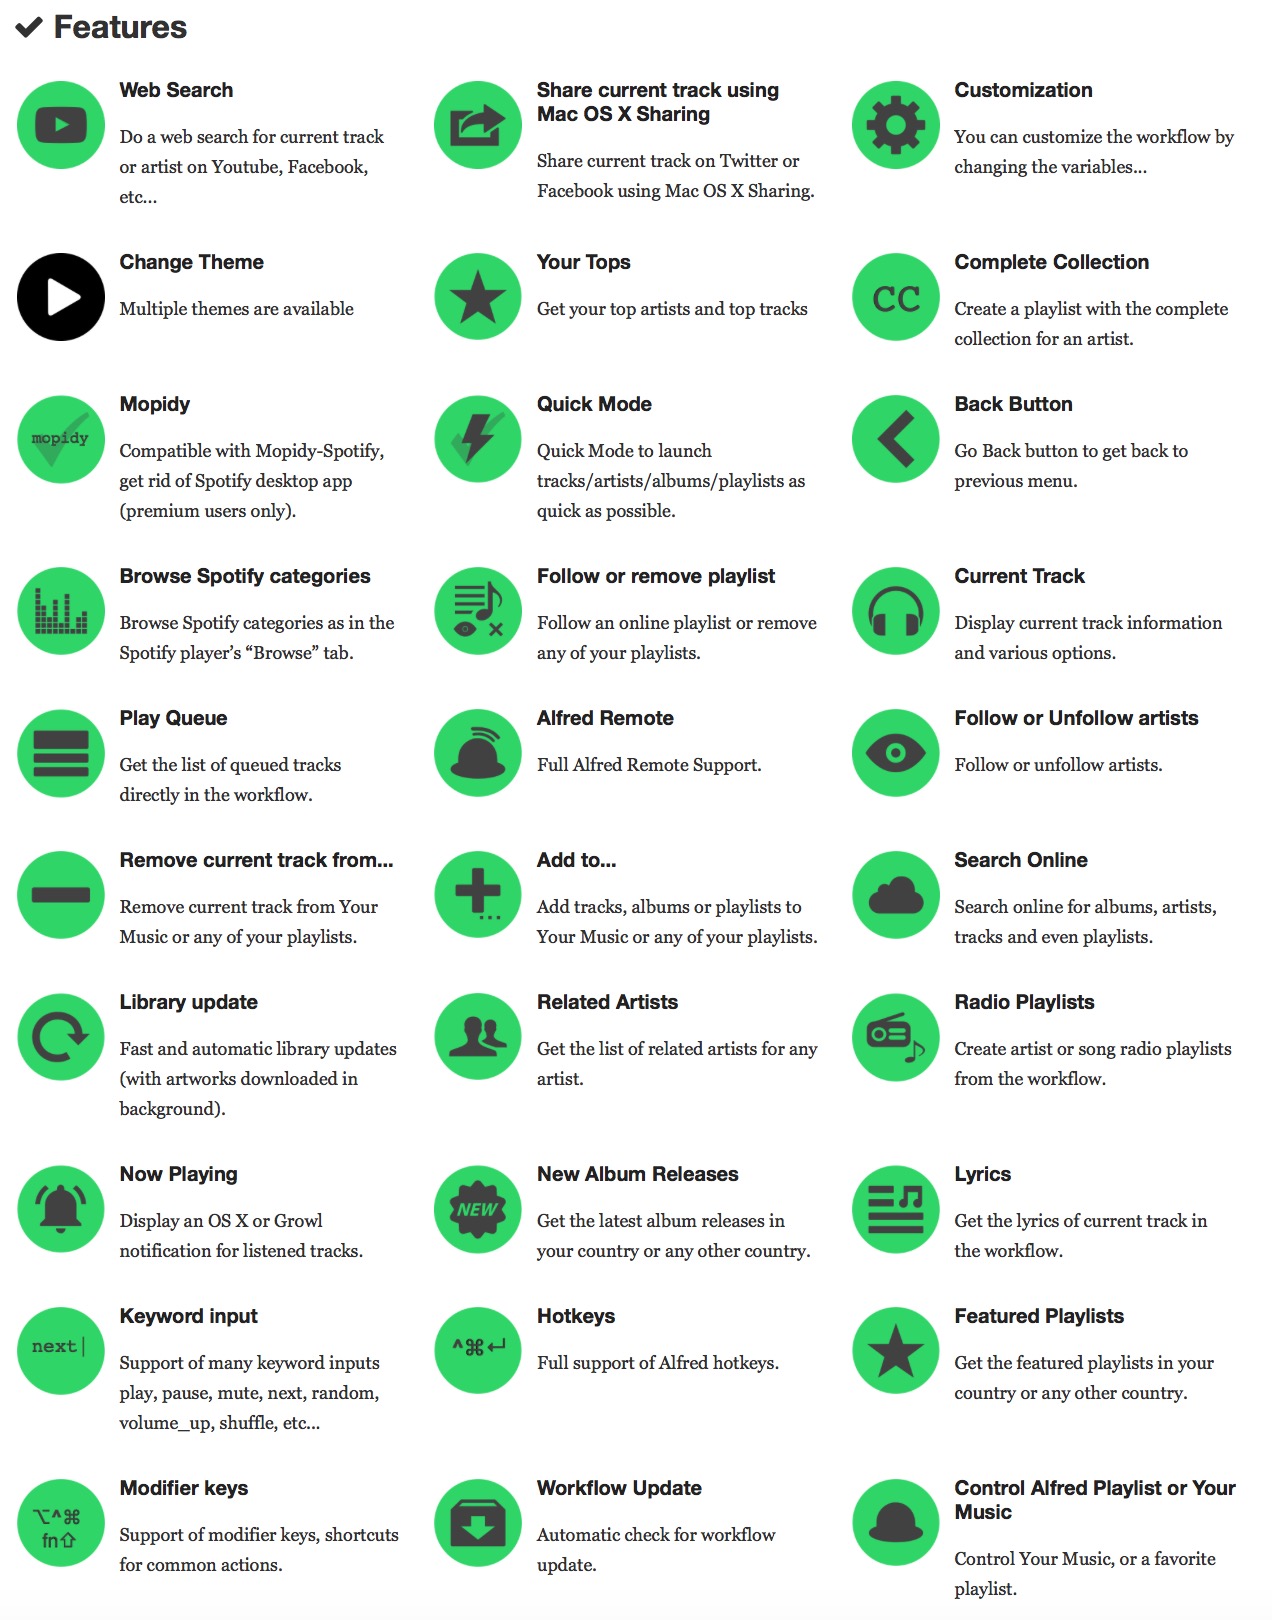 Features
Web Search
Do a web search for current track
or artist on Youtube, Facebook,
etc...
Share current track using
Mac OS X Sharing
Share current track on Twitter or
Facebook using Mac OS X Sharing.
Customization
You can customize the workflow by
changing the variables...
Change Theme
Multiple themes are available
Your Tops
Get your top artists and top tracks
CC
Complete Collection
Create a playlist with the complete
collection for an artist.
mopidy
Mopidy
Compatible with Mopidy-Spotify,
get rid of Spotify desktop app
(premium users only).
Quick Mode
Quick Mode to launch
tracks/artists/albums/playlists as
quick as possible.
Back Button
Go Back button to get back to
previous menu.
Browse Spotify categories
Browse Spotify categories as in the
Spotify player’s “Browse” tab.
Follow or remove playlist
Follow an online playlist or remove
any of your playlists.
Current Track
Display current track information
and various options.
Play Queue
Get the list of queued tracks
directly in the workflow.
Alfred Remote
Full Alfred Remote Support.
Follow or Unfollow artists
Follow or unfollow artists.
Remove current track from...
Remove current track from Your
Music or any of your playlists.
Add to...
Add tracks, albums or playlists to
Your Music or any of your playlists.
Search Online
Search online for albums, artists,
tracks and even playlists.
Library update
Fast and automatic library updates
(with artworks downloaded in
background).
Related Artists
Get the list of related artists for any
artist.
Radio Playlists
Create artist or song radio playlists
from the workflow.
Now Playing
Display an OS X or Growl
notification for listened tracks.
NEW
New Album Releases
Get the latest album releases in
your country or any other country.
Lyrics
Get the lyrics of current track in
the workflow.
next|
Keyword input
Support of many keyword inputs
play, pause, mute, next, random,
volume_up, shuffle, etc...
^⌘↵
Hotkeys
Full support of Alfred hotkeys.
Featured Playlists
Get the featured playlists in your
country or any other country.
⌥^⌘
fn⇧
Modifier keys
Support of modifier keys, shortcuts
for common actions.
Workflow Update
Automatic check for workflow
update.
Control Alfred Playlist or Your
Music
Control Your Music, or a favorite
playlist.